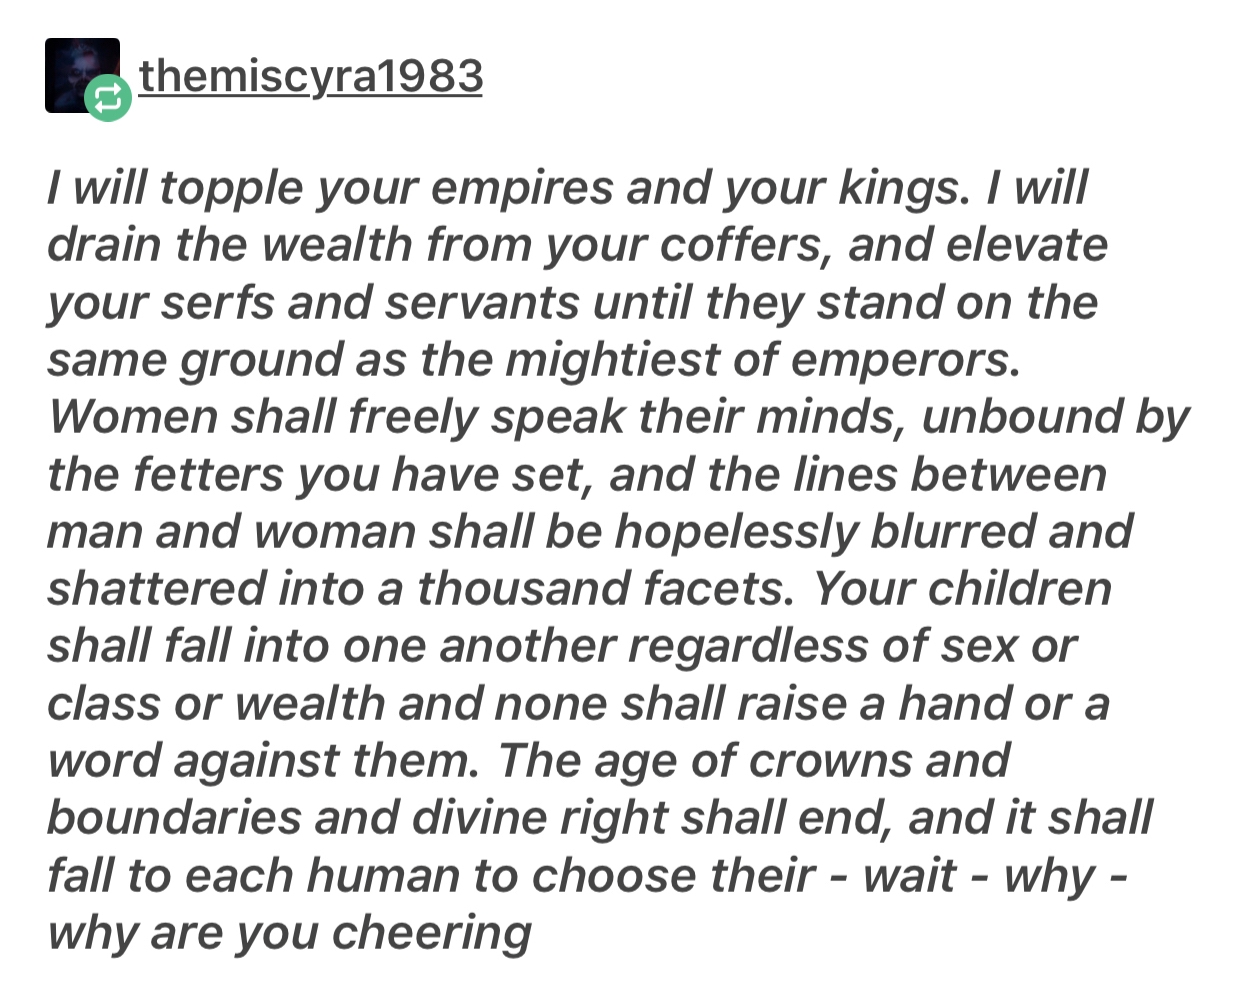 themiscyra1983
I will topple your empires and your kings. I will
drain the wealth from your coffers, and elevate
your serfs and servants until they stand on the
same ground as the mightiest of emperors.
Women shall freely speak their minds, unbound by
the fetters you have set, and the lines between
man and woman shall be hopelessly blurred and
shattered into a thousand facets. Your children
shall fall into one another regardless of sex or
class or wealth and none shall raise a hand or a
word against them. The age of crowns and
boundaries and divine right shall end, and it shall
fall to each human to choose their - wait - why -
why are you cheering